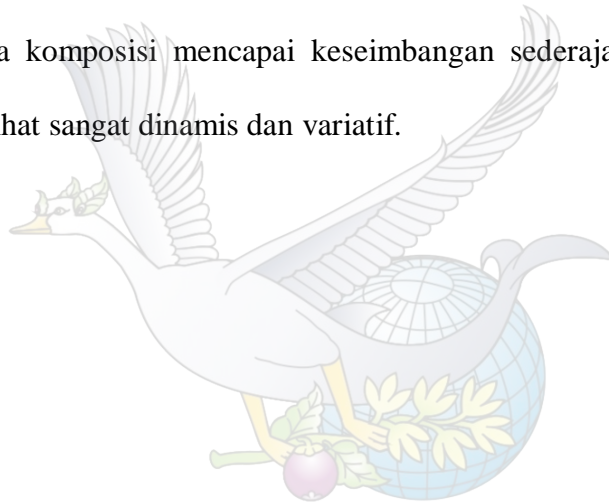 a komposisi mencapai keseimbangan sederaja
hat sangat dinamis dan variatif.